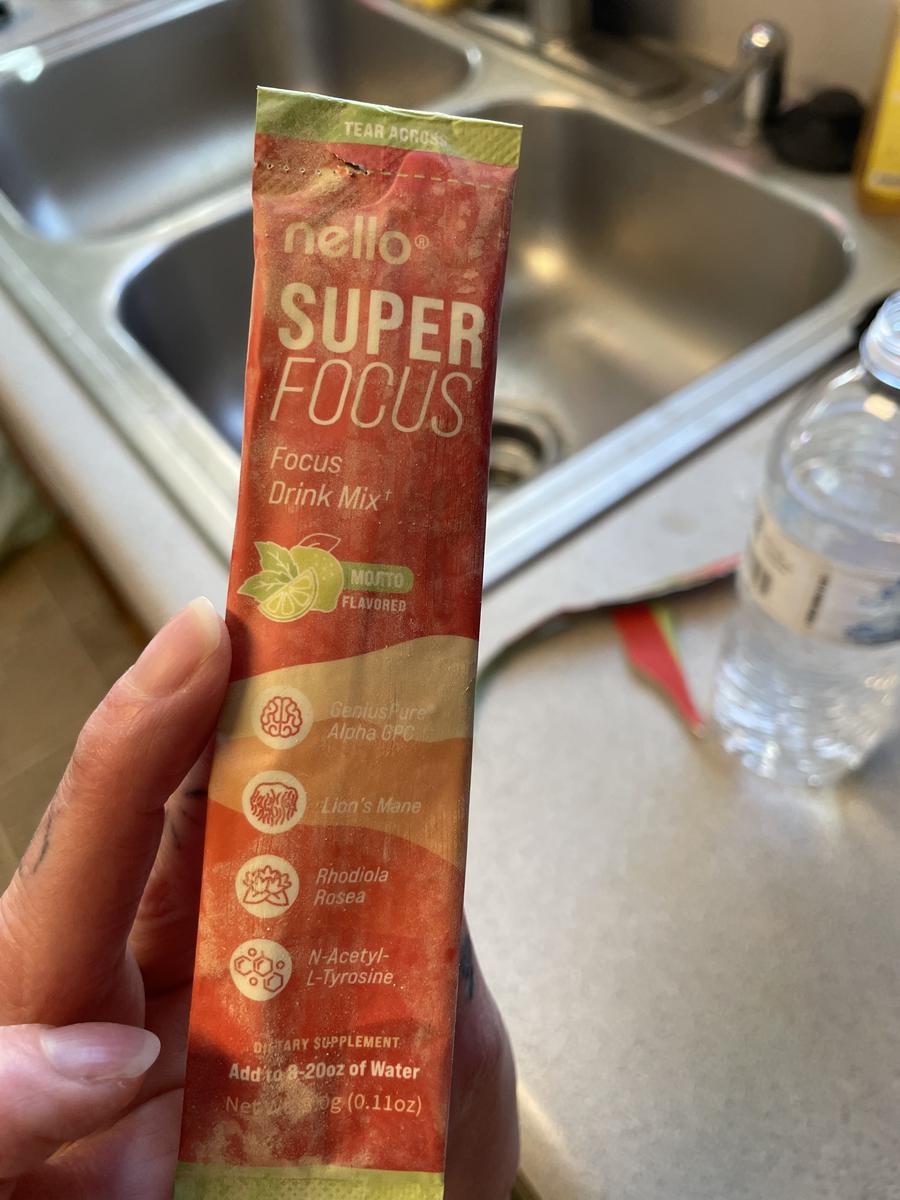 TEAR ACROSS
nello®
SUPER
FOCUS
Focus
Drink Mix†
MOJITO
FLAVORED
GeniusPure®
Alpha GPC
Lion's Mane
Rhodiola
Rosea
N-Acetyl-
L-Tyrosine
DIETARY SUPPLEMENT
Add to 8-20oz of Water
Net (0.11oz)